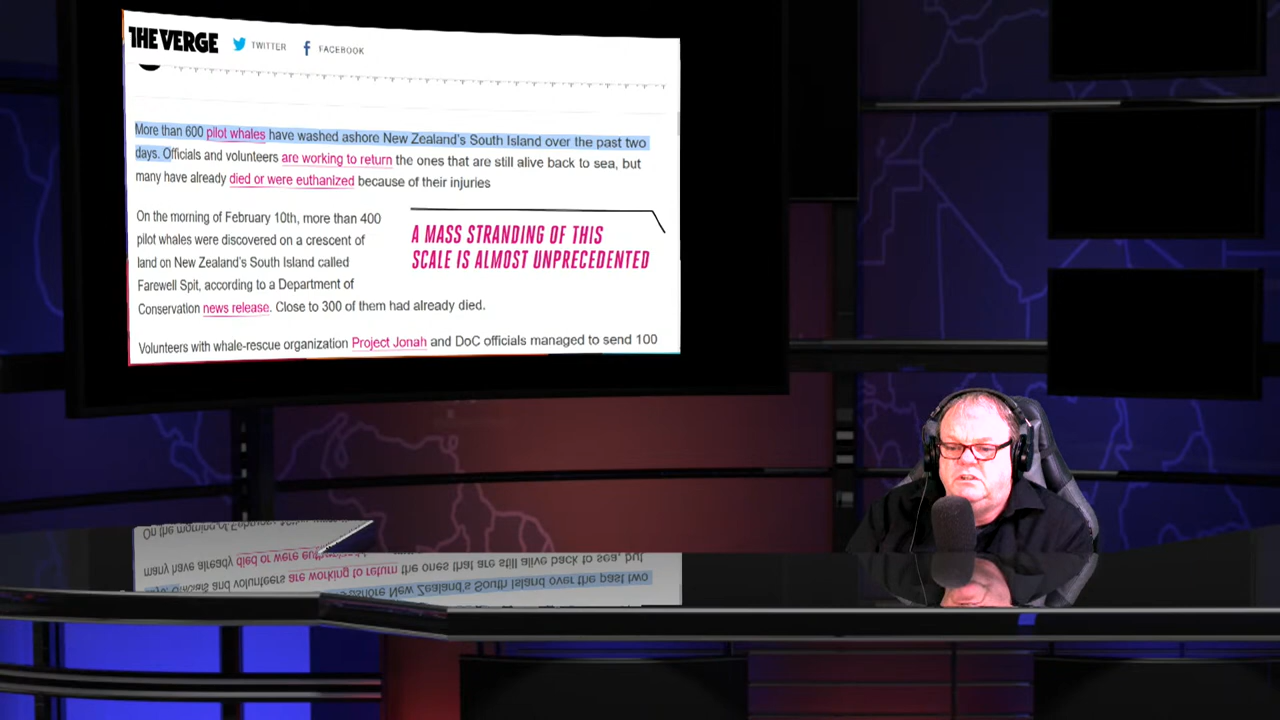 THE VERGE TWITTER FACEBOOK
More than 600 pilot whales have washed ashore New Zealand's South Island over the past two
days. Officials and volunteers are working to return the ones that are still alive back to sea, but
many have already died or were euthanized because of their injuries
On the morning of February 10th, more than 400
pilot whales were discovered on a crescent of
land on New Zealand's South Island called
Farewell Spit, according to a Department of
Conservation news release. Close to 300 of them had already died.
A MASS STRANDING OF THIS
SCALE IS ALMOST UNPRECEDENTED
Volunteers with whale-rescue organization Project Jonah and DoC officials managed to send 100